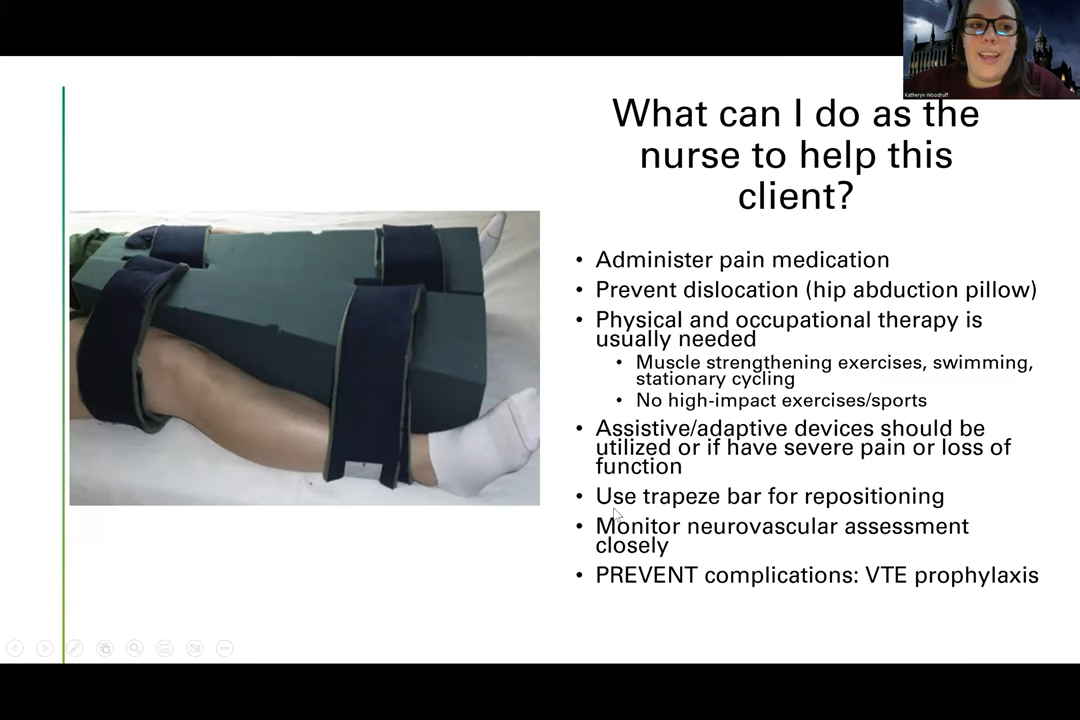 Katheryn Woodruff
What can I do as the
nurse to help this
client?
• Administer pain medication
• Prevent dislocation (hip abduction pillow)
• Physical and occupational therapy is
usually needed
• Muscle strengthening exercises, swimming,
stationary cycling
• No high-impact exercises/sports
• Assistive/adaptive devices should be
utilized or if have severe pain or loss of
function
• Use trapeze bar for repositioning
• Monitor neurovascular assessment
closely
• PREVENT complications: VTE prophylaxis